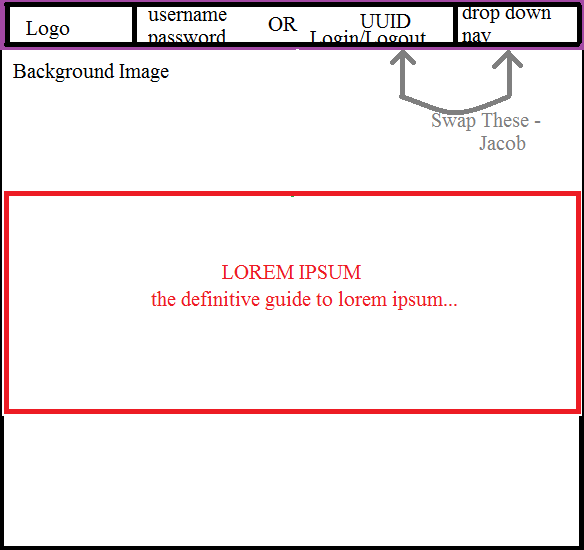 Logo
username
password
OR
UUID
Login/Logout
drop down
nav
Background Image
Swap These -
Jacob
LOREM IPSUM
the definitive guide to lorem ipsum...